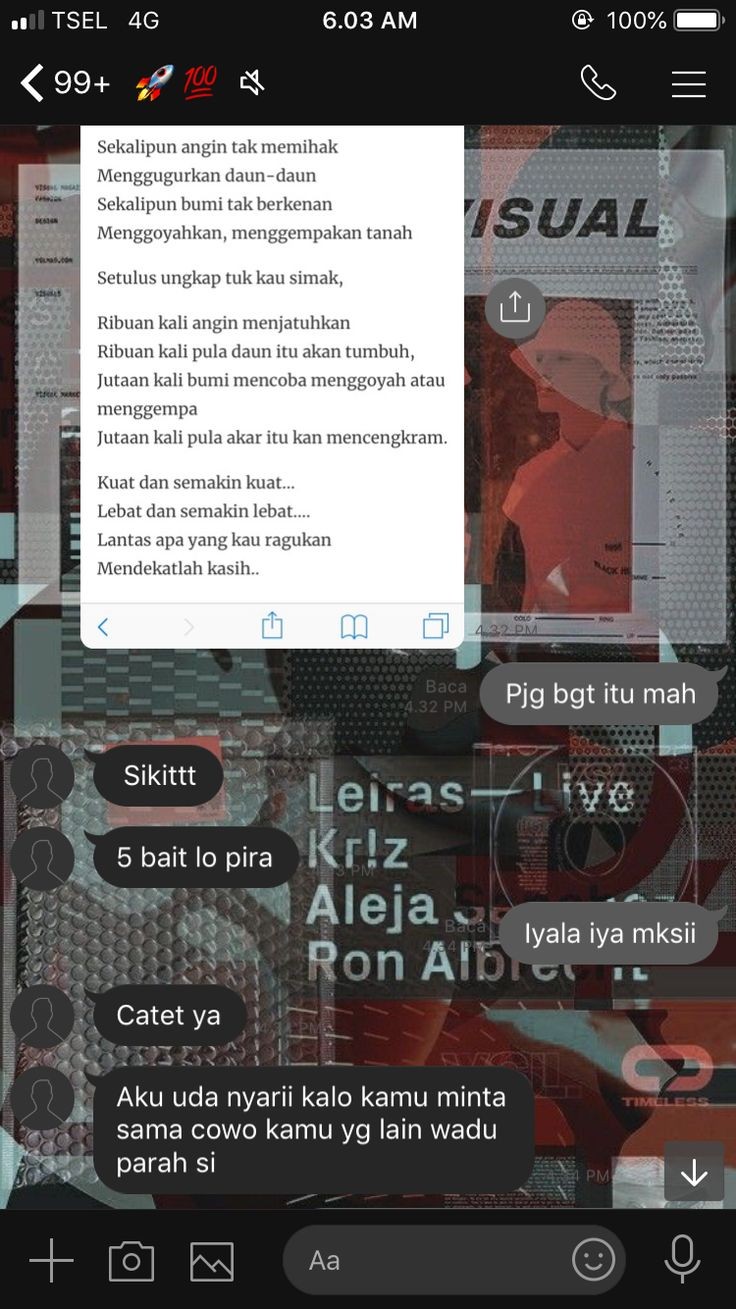 TSEL 4G 6.03 AM 100%
99+ 🚀 💯
Sekalipun angin tak memihak
Menggugurkan daun-daun
Sekalipun bumi tak berkenan
Menggoyahkan, menggempakan tanah
Setulus ungkap tuk kau simak,
Ribuan kali angin menjatuhkan
Ribuan kali pula daun itu akan tumbuh,
Jutaan kali bumi mencoba menggoyah atau
menggempa
Jutaan kali pula akar itu kan mencengkram.
Kuat dan semakin kuat...
Lebat dan semakin lebat....
Lantas apa yang kau ragukan
Mendekatlah kasih..
VISUAL
4.32 PM
Baca
4.32 PM
Pjg bgt itu mah
Sikittt
5 bait lo pira
Leiras—Live
Kr!z
Aleja
Ron Albrecht
Baca
Iyala iya mksii
Catet ya
Aku uda nyarii kalo kamu minta
sama cowo kamu yg lain wadu
parah si
TIMELESS
Aa